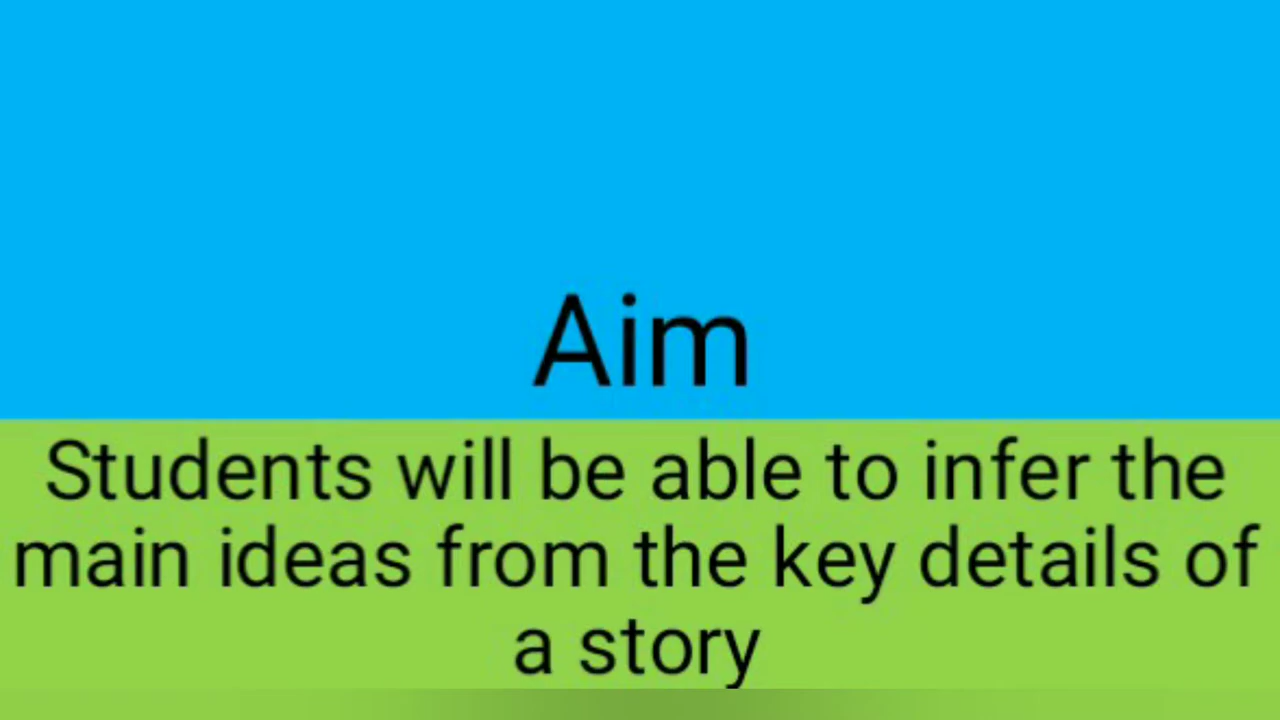 Aim
Students will be able to infer the
main ideas from the key details of
a story